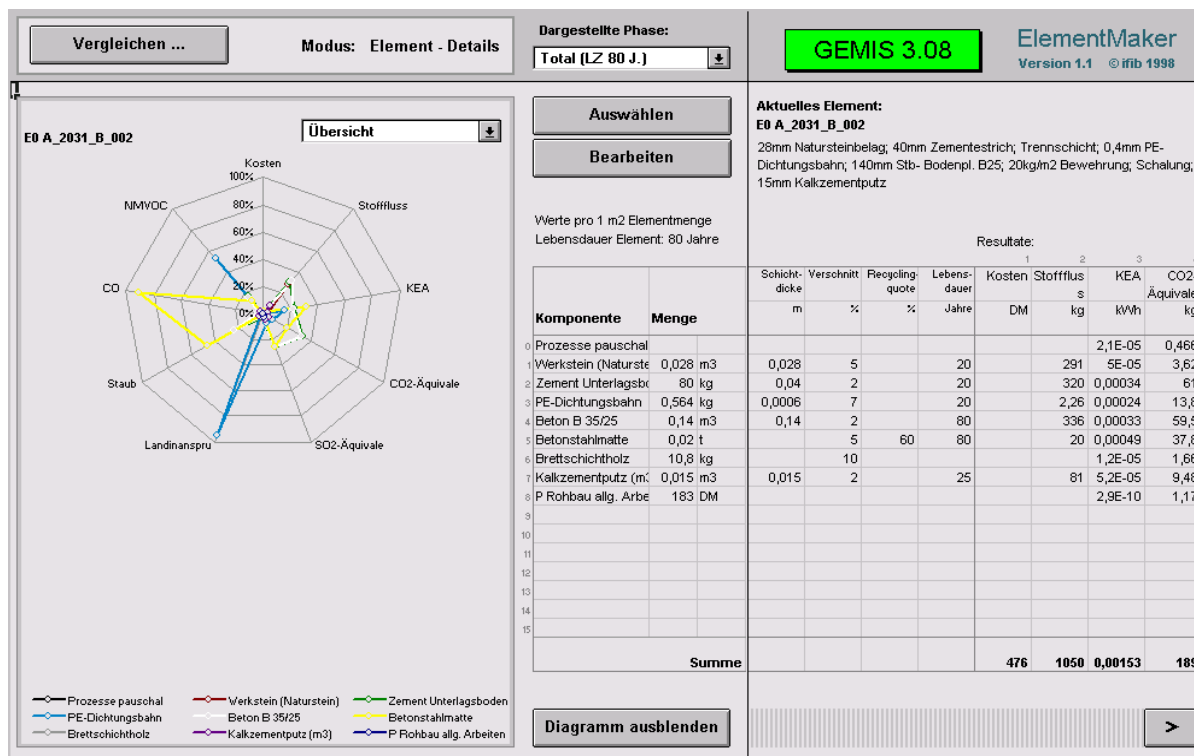 Vergleichen ...
Modus: Element - Details
Dargestellte Phase:
Total (LZ 80 J.)
GEMIS 3.08
ElementMaker
Version 1.1 © ifib 1998
E0 A_2031_B_002
Übersicht
Kosten
100%
NMVOC
80%
Stofffluss
60%
40%
CO
20%
KEA
0%
Staub
CO2-Äquivale
Landinanspru
SO2-Äquivale
Prozesse pauschal
Werkstein (Naturstein)
Zement Unterlagsboden
PE-Dichtungsbahn
Beton B 35/25
Betonstahlmatte
Brettschichtholz
Kalkzementputz (m3)
P Rohbau allg. Arbeiten
Auswählen
Bearbeiten
Werte pro 1 m2 Elementmenge
Lebensdauer Element: 80 Jahre
Aktuelles Element:
E0 A_2031_B_002
28mm Natursteinbelag; 40mm Zementestrich; Trennschicht; 0,4mm PE-
Dichtungsbahn; 140mm Stb- Bodenpl. B25; 20kg/m2 Bewehrung; Schalung;
15mm Kalkzementputz
Resultate:
1 2 3
Komponente Menge
Schicht- Verschnitt Recycling- Lebens- Kosten Stoffflus KEA CO2-
dicke quote dauer s Äquivale
m % % Jahre DM kg kWh kg
0 Prozesse pauschal 2,1E-05 0,466
1 Werkstein (Naturste 0,028 m3 0,028 5 20 291 5E-05 3,62
2 Zement Unterlagsbo 80 kg 0,04 2 20 320 0,00034 61
3 PE-Dichtungsbahn 0,564 kg 0,0006 7 20 2,26 0,00024 13,8
4 Beton B 35/25 0,14 m3 0,14 2 80 336 0,00033 59,5
5 Betonstahlmatte 0,02 t 5 60 80 20 0,00049 37,8
6 Brettschichtholz 10,8 kg 10 1,2E-05 1,66
7 Kalkzementputz (m3 0,015 m3 0,015 2 25 81 5,2E-05 9,48
8 P Rohbau allg. Arbe 183 DM 2,9E-10 1,17
9
10
11
12
13
14
15
Summe 476 1050 0,00153 189
Diagramm ausblenden
>